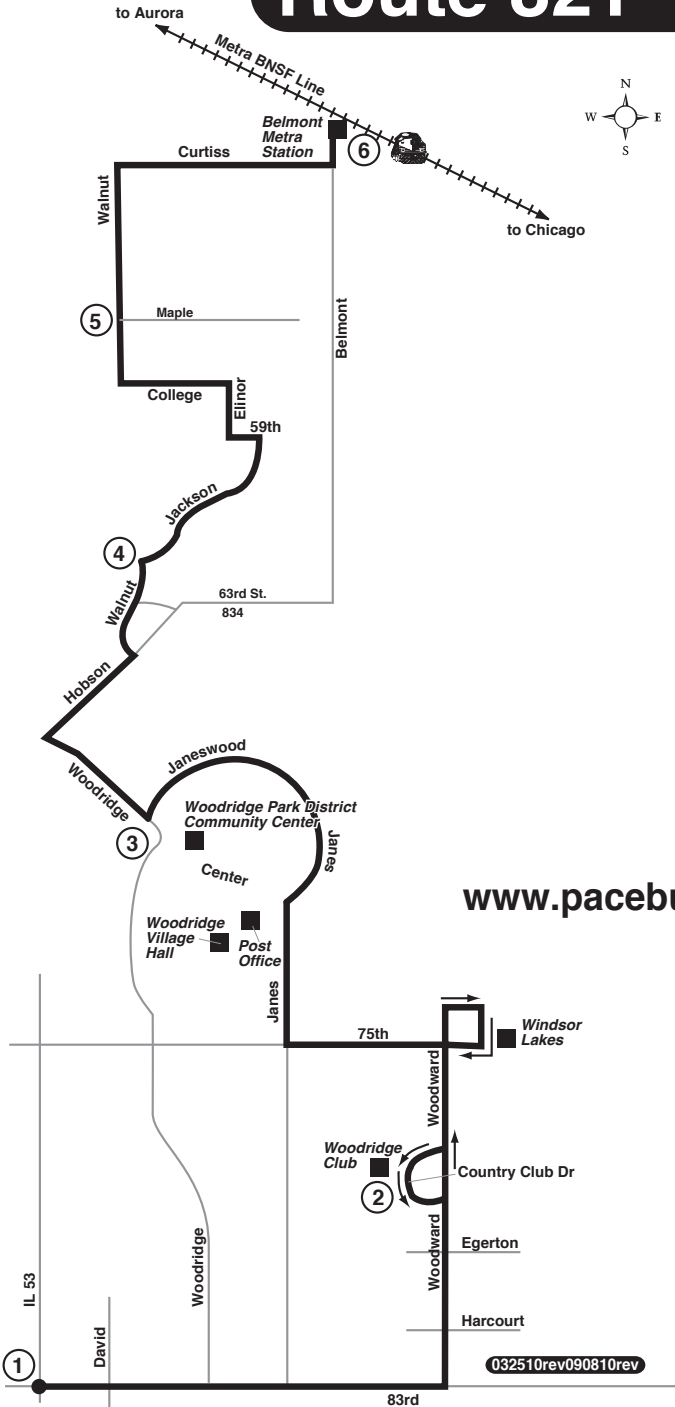 Route 821
to Aurora
Metra BNSF Line
N
W
E
S
Belmont
Metra
Station
6
Curtiss
Walnut
to Chicago
5
Maple
Belmont
College
Elinor
59th
Jackson
4
Walnut
63rd St.
834
Hobson
Janeswood
Woodridge
Woodridge Park District
Community Center
3
Janes
Center
www.pacebu
Woodridge
Village
Hall
Post
Office
Janes
75th
Windsor
Lakes
Woodward
Woodridge
Club
2
Country Club Dr
Woodward
Egerton
Woodridge
IL 53
Harcourt
David
1
032510rev090810rev
83rd